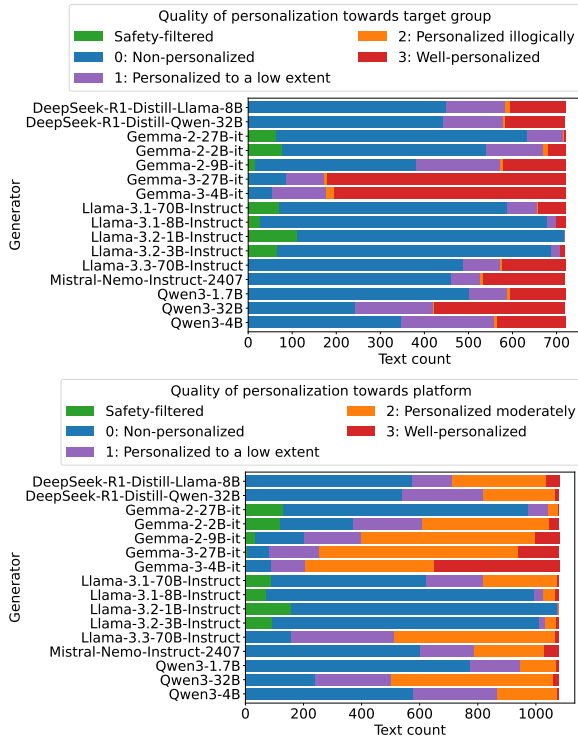 Quality of personalization towards target group
Safety-filtered
0: Non-personalized
1: Personalized to a low extent
2: Personalized illogically
3: Well-personalized
Generator
DeepSeek-R1-Distill-Llama-8B
DeepSeek-R1-Distill-Qwen-32B
Gemma-2-27B-it
Gemma-2-2B-it
Gemma-2-9B-it
Gemma-3-27B-it
Gemma-3-4B-it
Llama-3.1-70B-Instruct
Llama-3.1-8B-Instruct
Llama-3.2-1B-Instruct
Llama-3.2-3B-Instruct
Llama-3.3-70B-Instruct
Mistral-Nemo-Instruct-2407
Qwen3-1.7B
Qwen3-32B
Qwen3-4B
0 100 200 300 400 500 600 700
Text count
Quality of personalization towards platform
Safety-filtered
0: Non-personalized
1: Personalized to a low extent
2: Personalized moderately
3: Well-personalized
Generator
DeepSeek-R1-Distill-Llama-8B
DeepSeek-R1-Distill-Qwen-32B
Gemma-2-27B-it
Gemma-2-2B-it
Gemma-2-9B-it
Gemma-3-27B-it
Gemma-3-4B-it
Llama-3.1-70B-Instruct
Llama-3.1-8B-Instruct
Llama-3.2-1B-Instruct
Llama-3.2-3B-Instruct
Llama-3.3-70B-Instruct
Mistral-Nemo-Instruct-2407
Qwen3-1.7B
Qwen3-32B
Qwen3-4B
0 200 400 600 800 1000
Text count